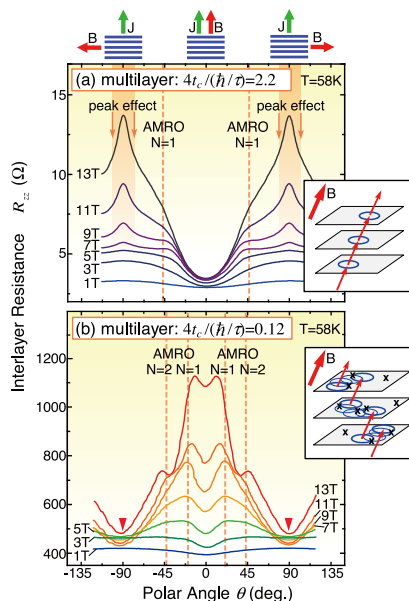 J
B
J
B
J
B
(a) multilayer: 4t_c/(ℏ/τ)=2.2
T=58K
peak effect
peak effect
AMRO
N=1
AMRO
N=1
15
10
5
13T
11T
9T
7T
5T
3T
1T
B
Interlayer Resistance R_zz (Ω)
(b) multilayer: 4t_c/(ℏ/τ)=0.12
T=58K
AMRO
N=2 N=1
AMRO
N=1 N=2
1200
1000
800
600
400
5T
3T
1T
13T
11T
9T
7T
B
x x x x x x x x x
-135 -90 -45 0 45 90 135
Polar Angle θ (deg.)